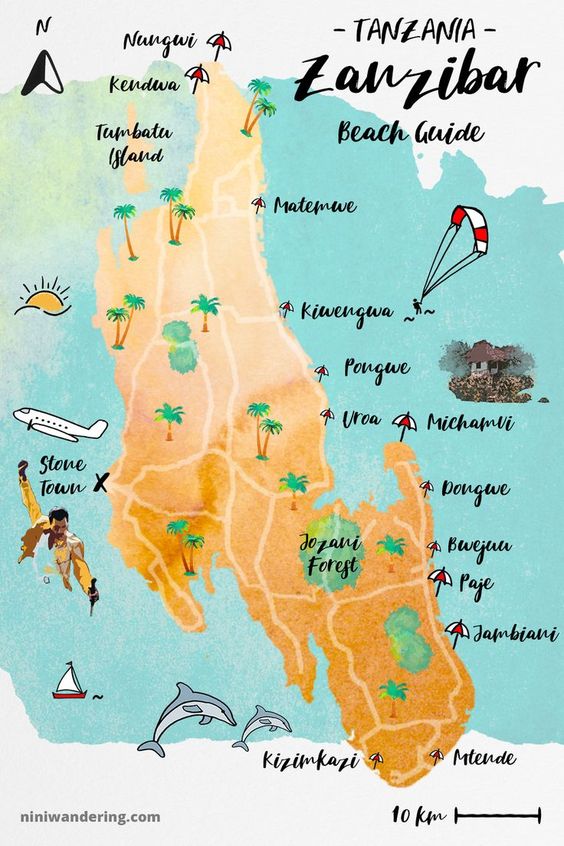 N
- TANZANIA -
Zanzibar
Beach Guide
Nungwi
Kendwa
Tumbatu
Island
Matemwe
Kiwengwa
Pongwe
Uroa
Michamvi
Stone
Town X
Dongwe
Jozani
Forest
Bwejuu
Paje
Jambiani
Kizimkazi
Mtende
10 km
niniwandering.com